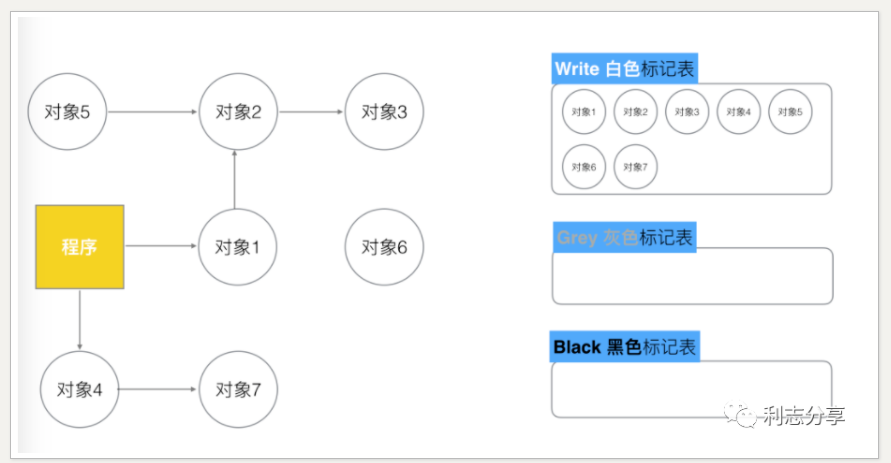 对象5
对象2
对象3
程序
对象1
对象6
对象4
对象7
Write 白色标记表
对象1 对象2 对象3 对象4 对象5
对象6 对象7
Grey 灰色标记表
Black 黑色标记表
利志分享